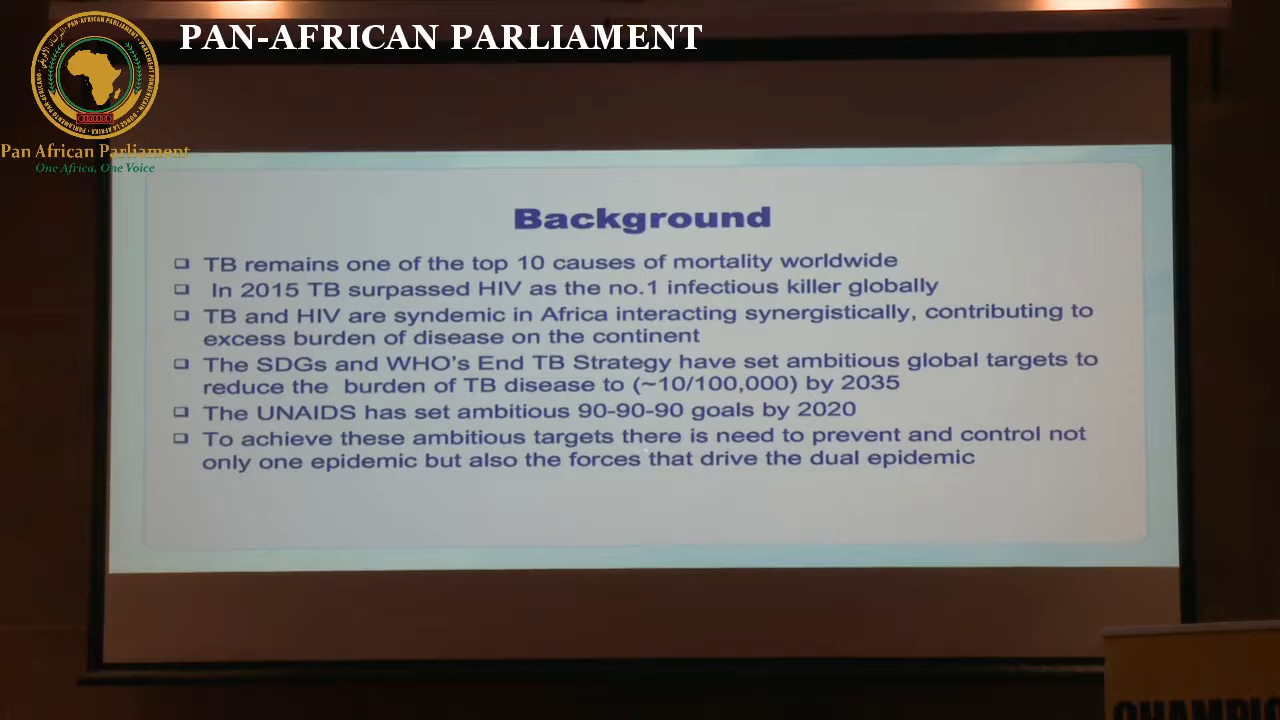 PAN-AFRICAN PARLIAMENT
Pan African Parliament
One Africa, One Voice
Background
TB remains one of the top 10 causes of mortality worldwide
In 2015 TB surpassed HIV as the no.1 infectious killer globally
TB and HIV are syndemic in Africa interacting synergistically, contributing to
excess burden of disease on the continent
The SDGs and WHO's End TB Strategy have set ambitious global targets to
reduce the burden of TB disease to (~10/100,000) by 2035
The UNAIDS has set ambitious 90-90-90 goals by 2020
To achieve these ambitious targets there is need to prevent and control not
only one epidemic but also the forces that drive the dual epidemic